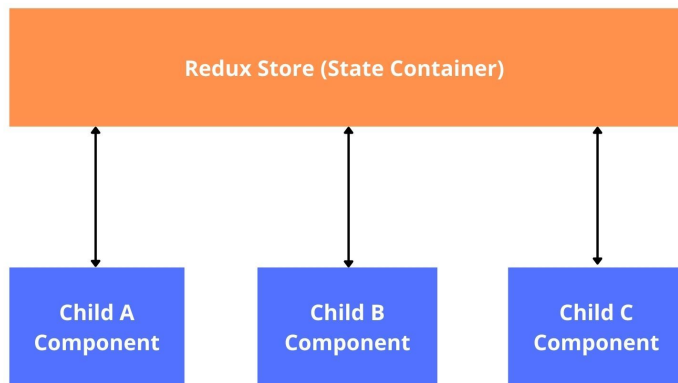 Redux Store (State Container)
Child A
Component
Child B
Component
Child C
Component